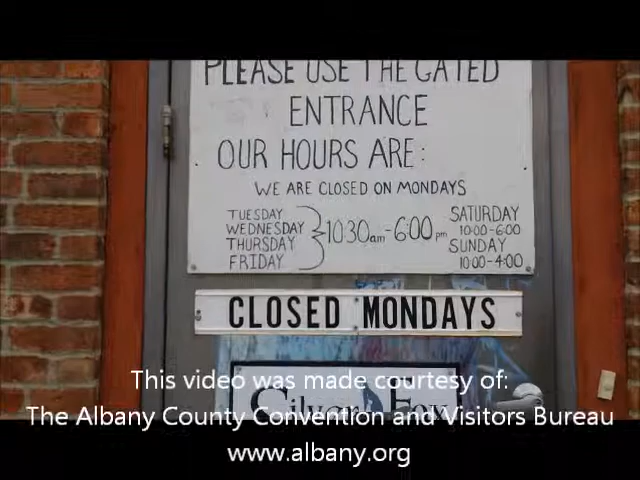 PLEASE USE THE GATED
ENTRANCE
OUR HOURS ARE:
WE ARE CLOSED ON MONDAYS
TUESDAY
WEDNESDAY
THURSDAY
FRIDAY
10:30am-6:00pm
SATURDAY
10:00-6:00
SUNDAY
10:00-4:00
CLOSED MONDAYS
Silver Fox
This video was made courtesy of:
The Albany County Convention and Visitors Bureau
www.albany.org